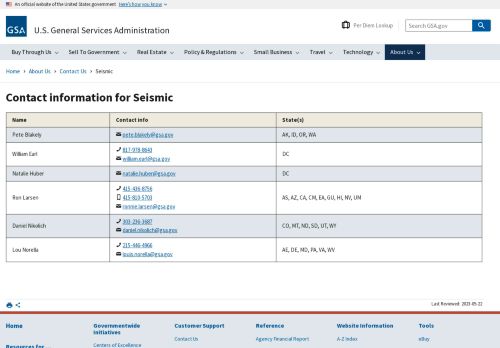 An official website of the United States government Here's how you know
GSA
U.S. General Services Administration
Per Diem Lookup
Search GSA.gov
Buy Through Us Sell To Government Real Estate Policy & Regulations Small Business Travel Technology About Us
Home › About Us › Contact Us › Seismic
Contact information for Seismic
Name Contact info State(s)
Pete Blakely pete.blakely@gsa.gov AK, ID, OR, WA
817-978-8643
William Earl DC
william.earl@gsa.gov
Natalie Huber natalie.huber@gsa.gov DC
415-436-8756
Ron Larsen 415-810-5703 AS, AZ, CA, CM, EA, GU, HI, NV, UM
ronnie.larsen@gsa.gov
303-236-3687
Daniel Nikolich CO, MT, ND, SD, UT, WY
daniel.nikolich@gsa.gov
215-446-4966
Lou Norella AE, DE, MD, PA, VA, WV
louis.norella@gsa.gov
Last Reviewed: 2023-05-22
Home Governmentwide Initiatives Customer Support Reference Website Information Tools
Centers of Excellence Contact Us Agency Financial Report A-Z Index eBuy
Resources for...